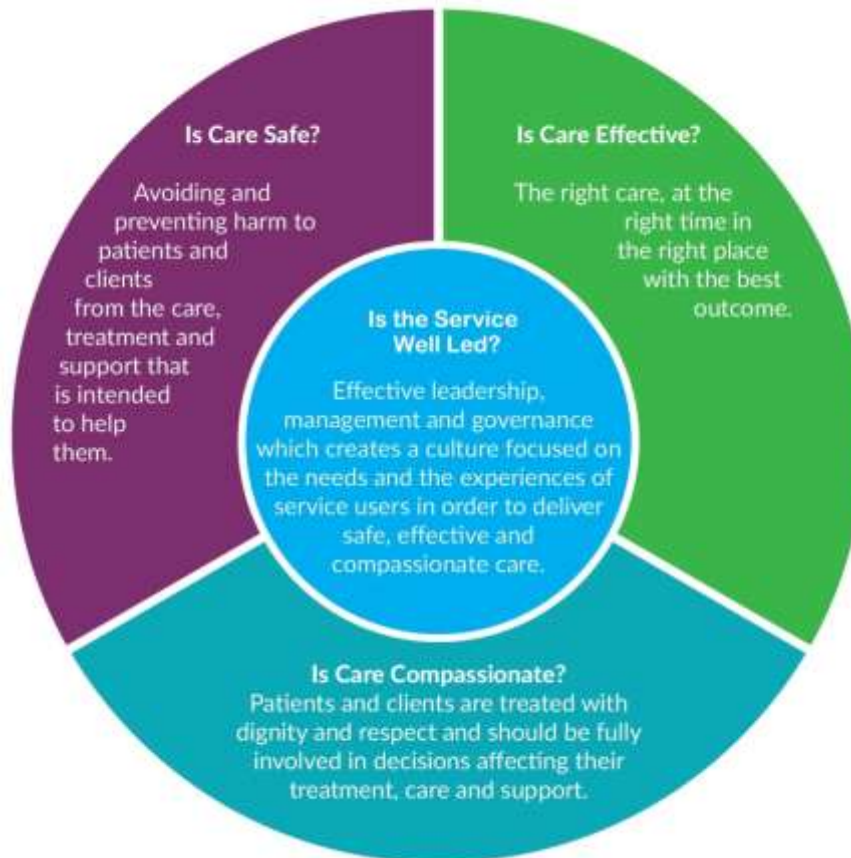 Is Care Safe?
Avoiding and
preventing harm to
patients and
clients
from the care,
treatment and
support that
is intended
to help
them.
Is Care Effective?
The right care, at the
right time in
the right place
with the best
outcome.
Is the Service
Well Led?
Effective leadership,
management and governance
which creates a culture focused on
the needs and the experiences of
service users in order to deliver
safe, effective and
compassionate care.
Is Care Compassionate?
Patients and clients are treated with
dignity and respect and should be fully
involved in decisions affecting their
treatment, care and support.